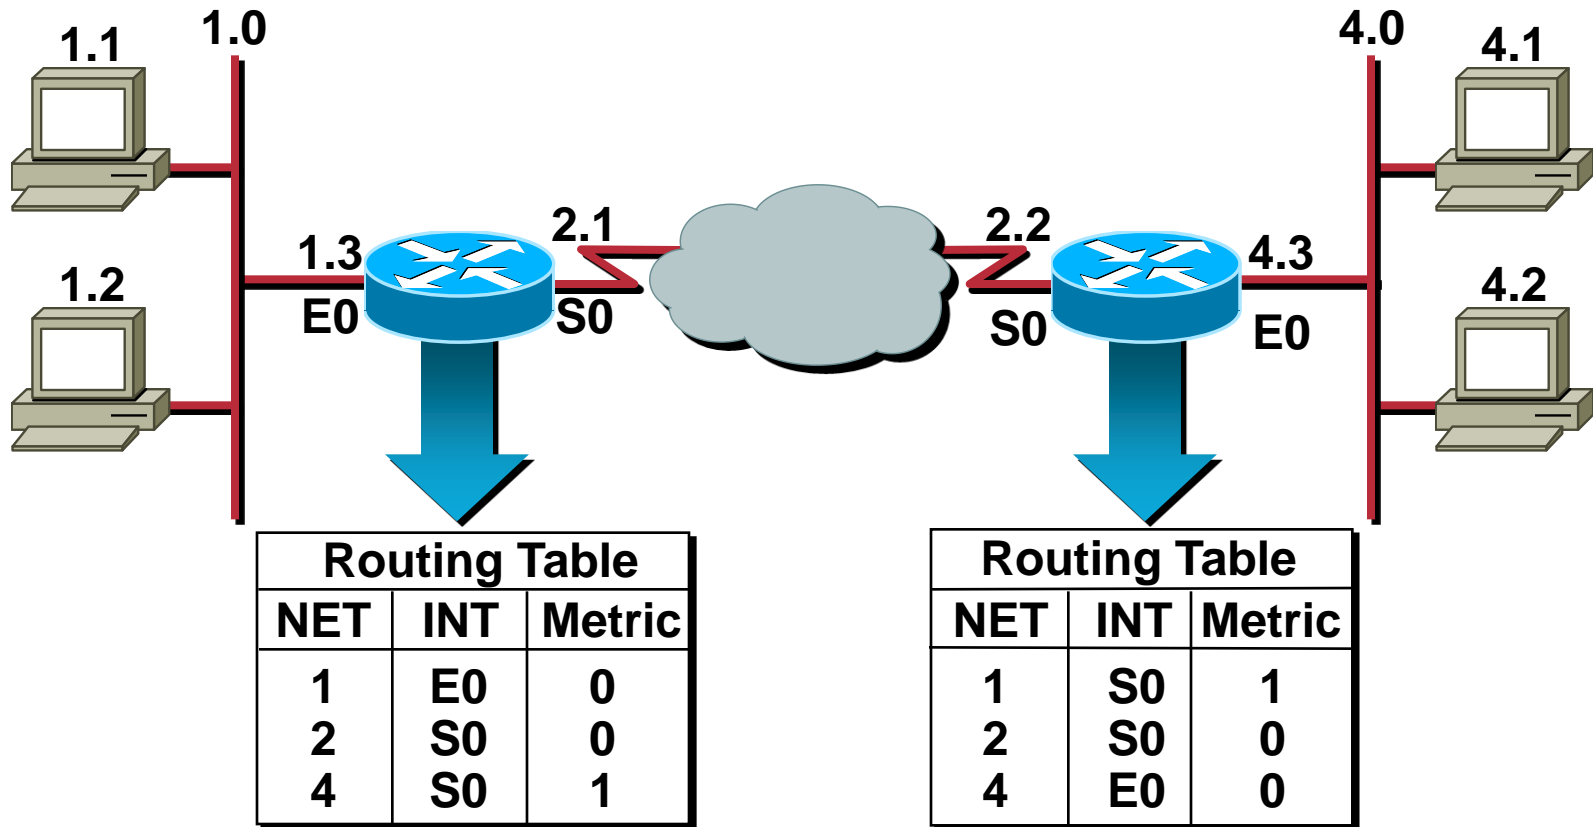 1.1
1.0
4.0
4.1
1.3
2.1
2.2
4.3
1.2
E0
S0
S0
E0
4.2
Routing Table
NET INT Metric
1 E0 0
2 S0 0
4 S0 1
Routing Table
NET INT Metric
1 S0 1
2 S0 0
4 E0 0